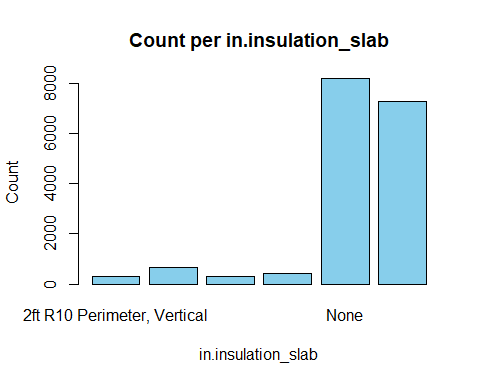 Count per in.insulation_slab
8000
6000
4000
2000
0
Count
2ft R10 Perimeter, Vertical
None
in.insulation_slab